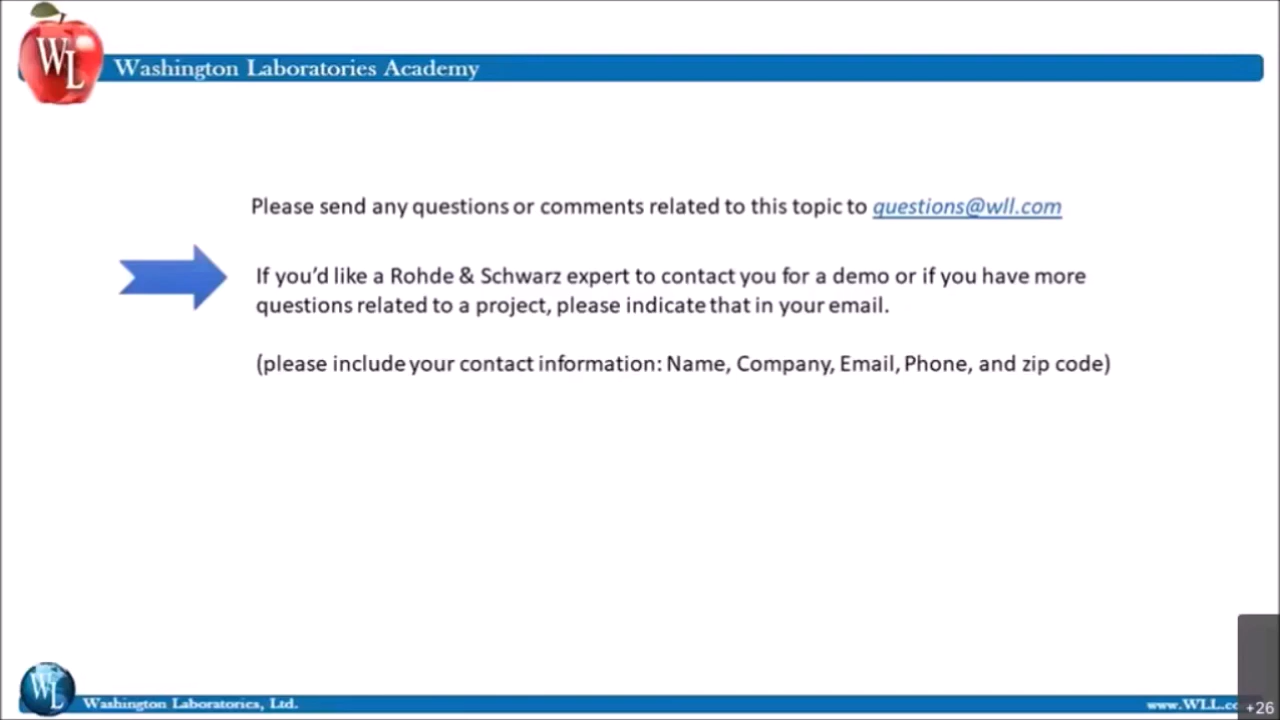 WL
Washington Laboratories Academy
Please send any questions or comments related to this topic to questions@wll.com
If you'd like a Rohde & Schwarz expert to contact you for a demo or if you have more
questions related to a project, please indicate that in your email.
(please include your contact information: Name, Company, Email, Phone, and zip code)
WL
Washington Laboratories, Ltd.
www.WLL.co
+26